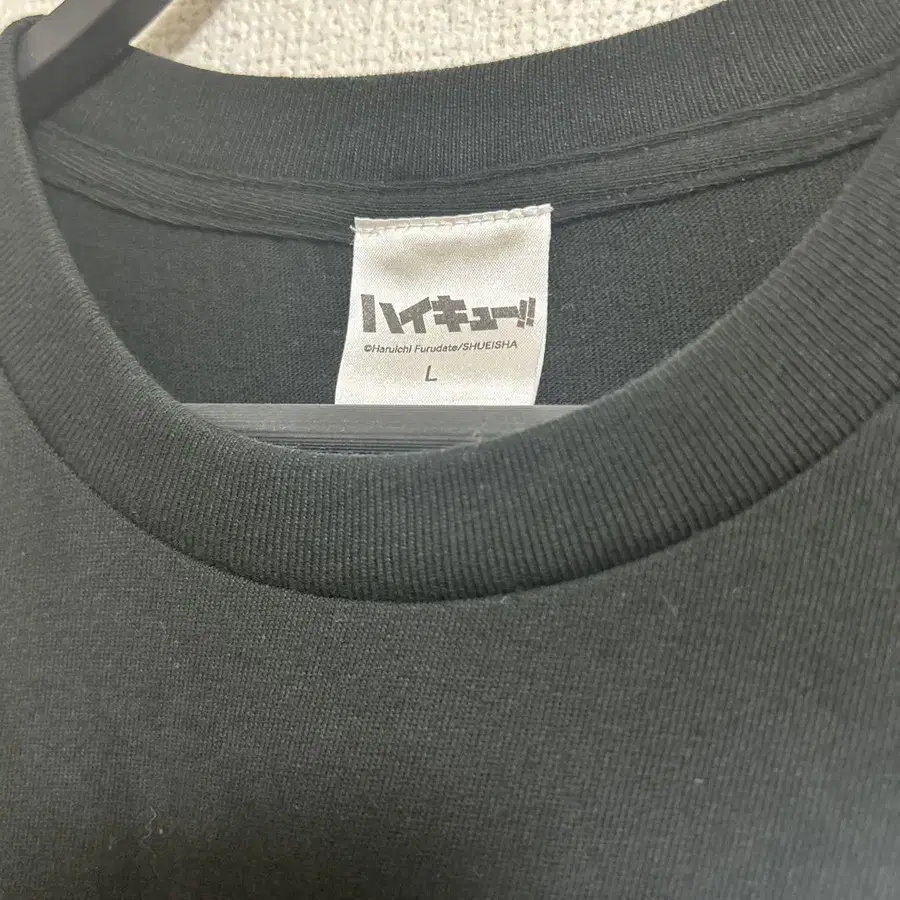 ハイキュー!!
©Haruichi Furudate/SHUEISHA
L